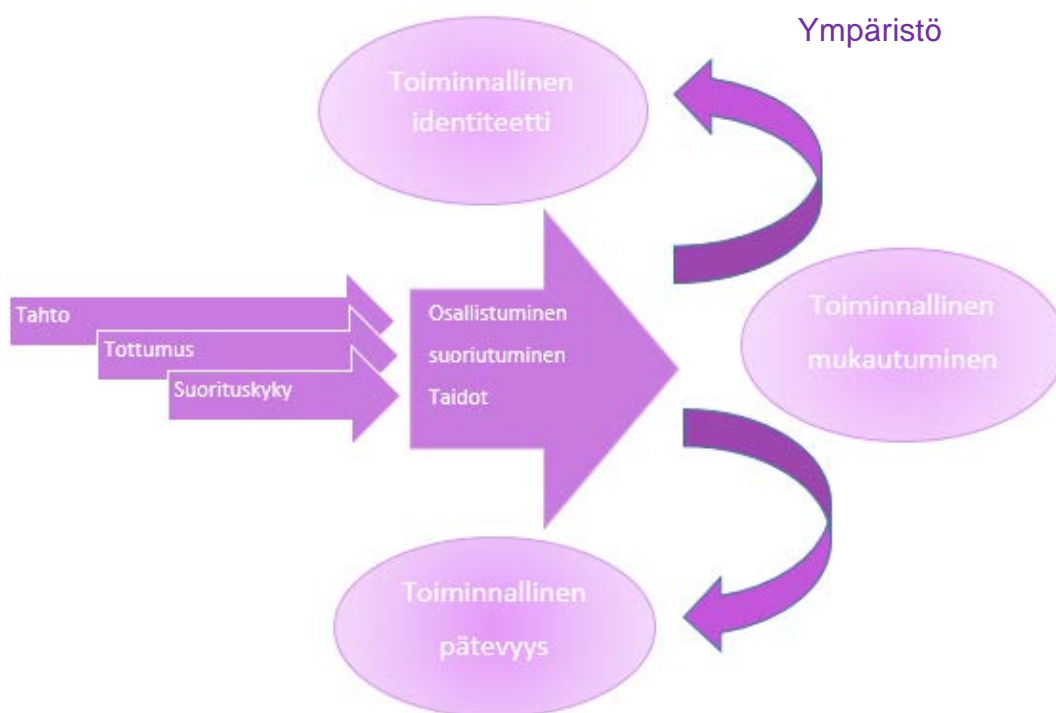 Ympäristö
Toiminnallinen
identiteetti
Tahto
Tottumus
Suorituskyky
Osallistuminen
suoriutuminen
Taidot
Toiminnallinen
mukautuminen
Toiminnallinen
pätevyys